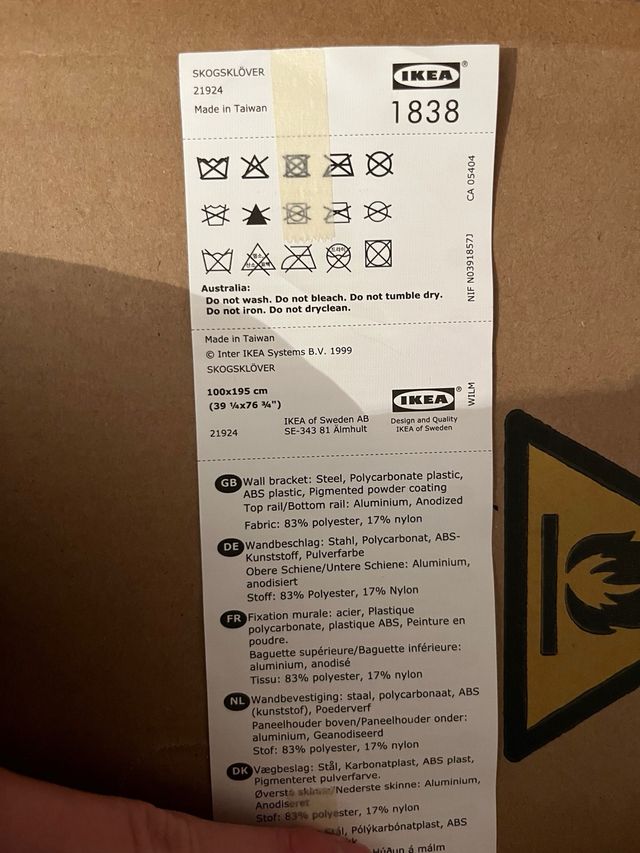 SKOGSKLÖVER
21924
Made in Taiwan
IKEA®
1838
CA 05404
NIF N0391857J
Australia:
Do not wash. Do not bleach. Do not tumble dry.
Do not iron. Do not dryclean.
Made in Taiwan
© Inter IKEA Systems B.V. 1999
SKOGSKLÖVER
100x195 cm
(39 ¼x76 ¾")
21924
IKEA of Sweden AB
SE-343 81 Älmhult
IKEA®
Design and Quality
IKEA of Sweden
WILM
GB Wall bracket: Steel, Polycarbonate plastic,
ABS plastic, Pigmented powder coating
Top rail/Bottom rail: Aluminium, Anodized
Fabric: 83% polyester, 17% nylon
DE Wandbeschlag: Stahl, Polycarbonat, ABS-
Kunststoff, Pulverfarbe
Obere Schiene/Untere Schiene: Aluminium,
anodisiert
Stoff: 83% Polyester, 17% Nylon
FR Fixation murale: acier, Plastique
polycarbonate, plastique ABS, Peinture en
poudre.
Baguette supérieure/Baguette inférieure:
aluminium, anodisé
Tissu: 83% polyester, 17% nylon
NL Wandbevestiging: staal, polycarbonaat, ABS
(kunststof), Poederverf
Paneelhouder boven/Paneelhouder onder:
aluminium, Geanodiseerd
Stof: 83% polyester, 17% nylon
DK Vægbeslag: Stål, Karbonatplast, ABS plast,
Pigmenteret pulverfarve.
Øverste skinne/Nederste skinne: Aluminium,
Anodiseret
Stof: 83% polyester, 17% nylon
Pólýkarbónatplast, ABS
Húðun á málm